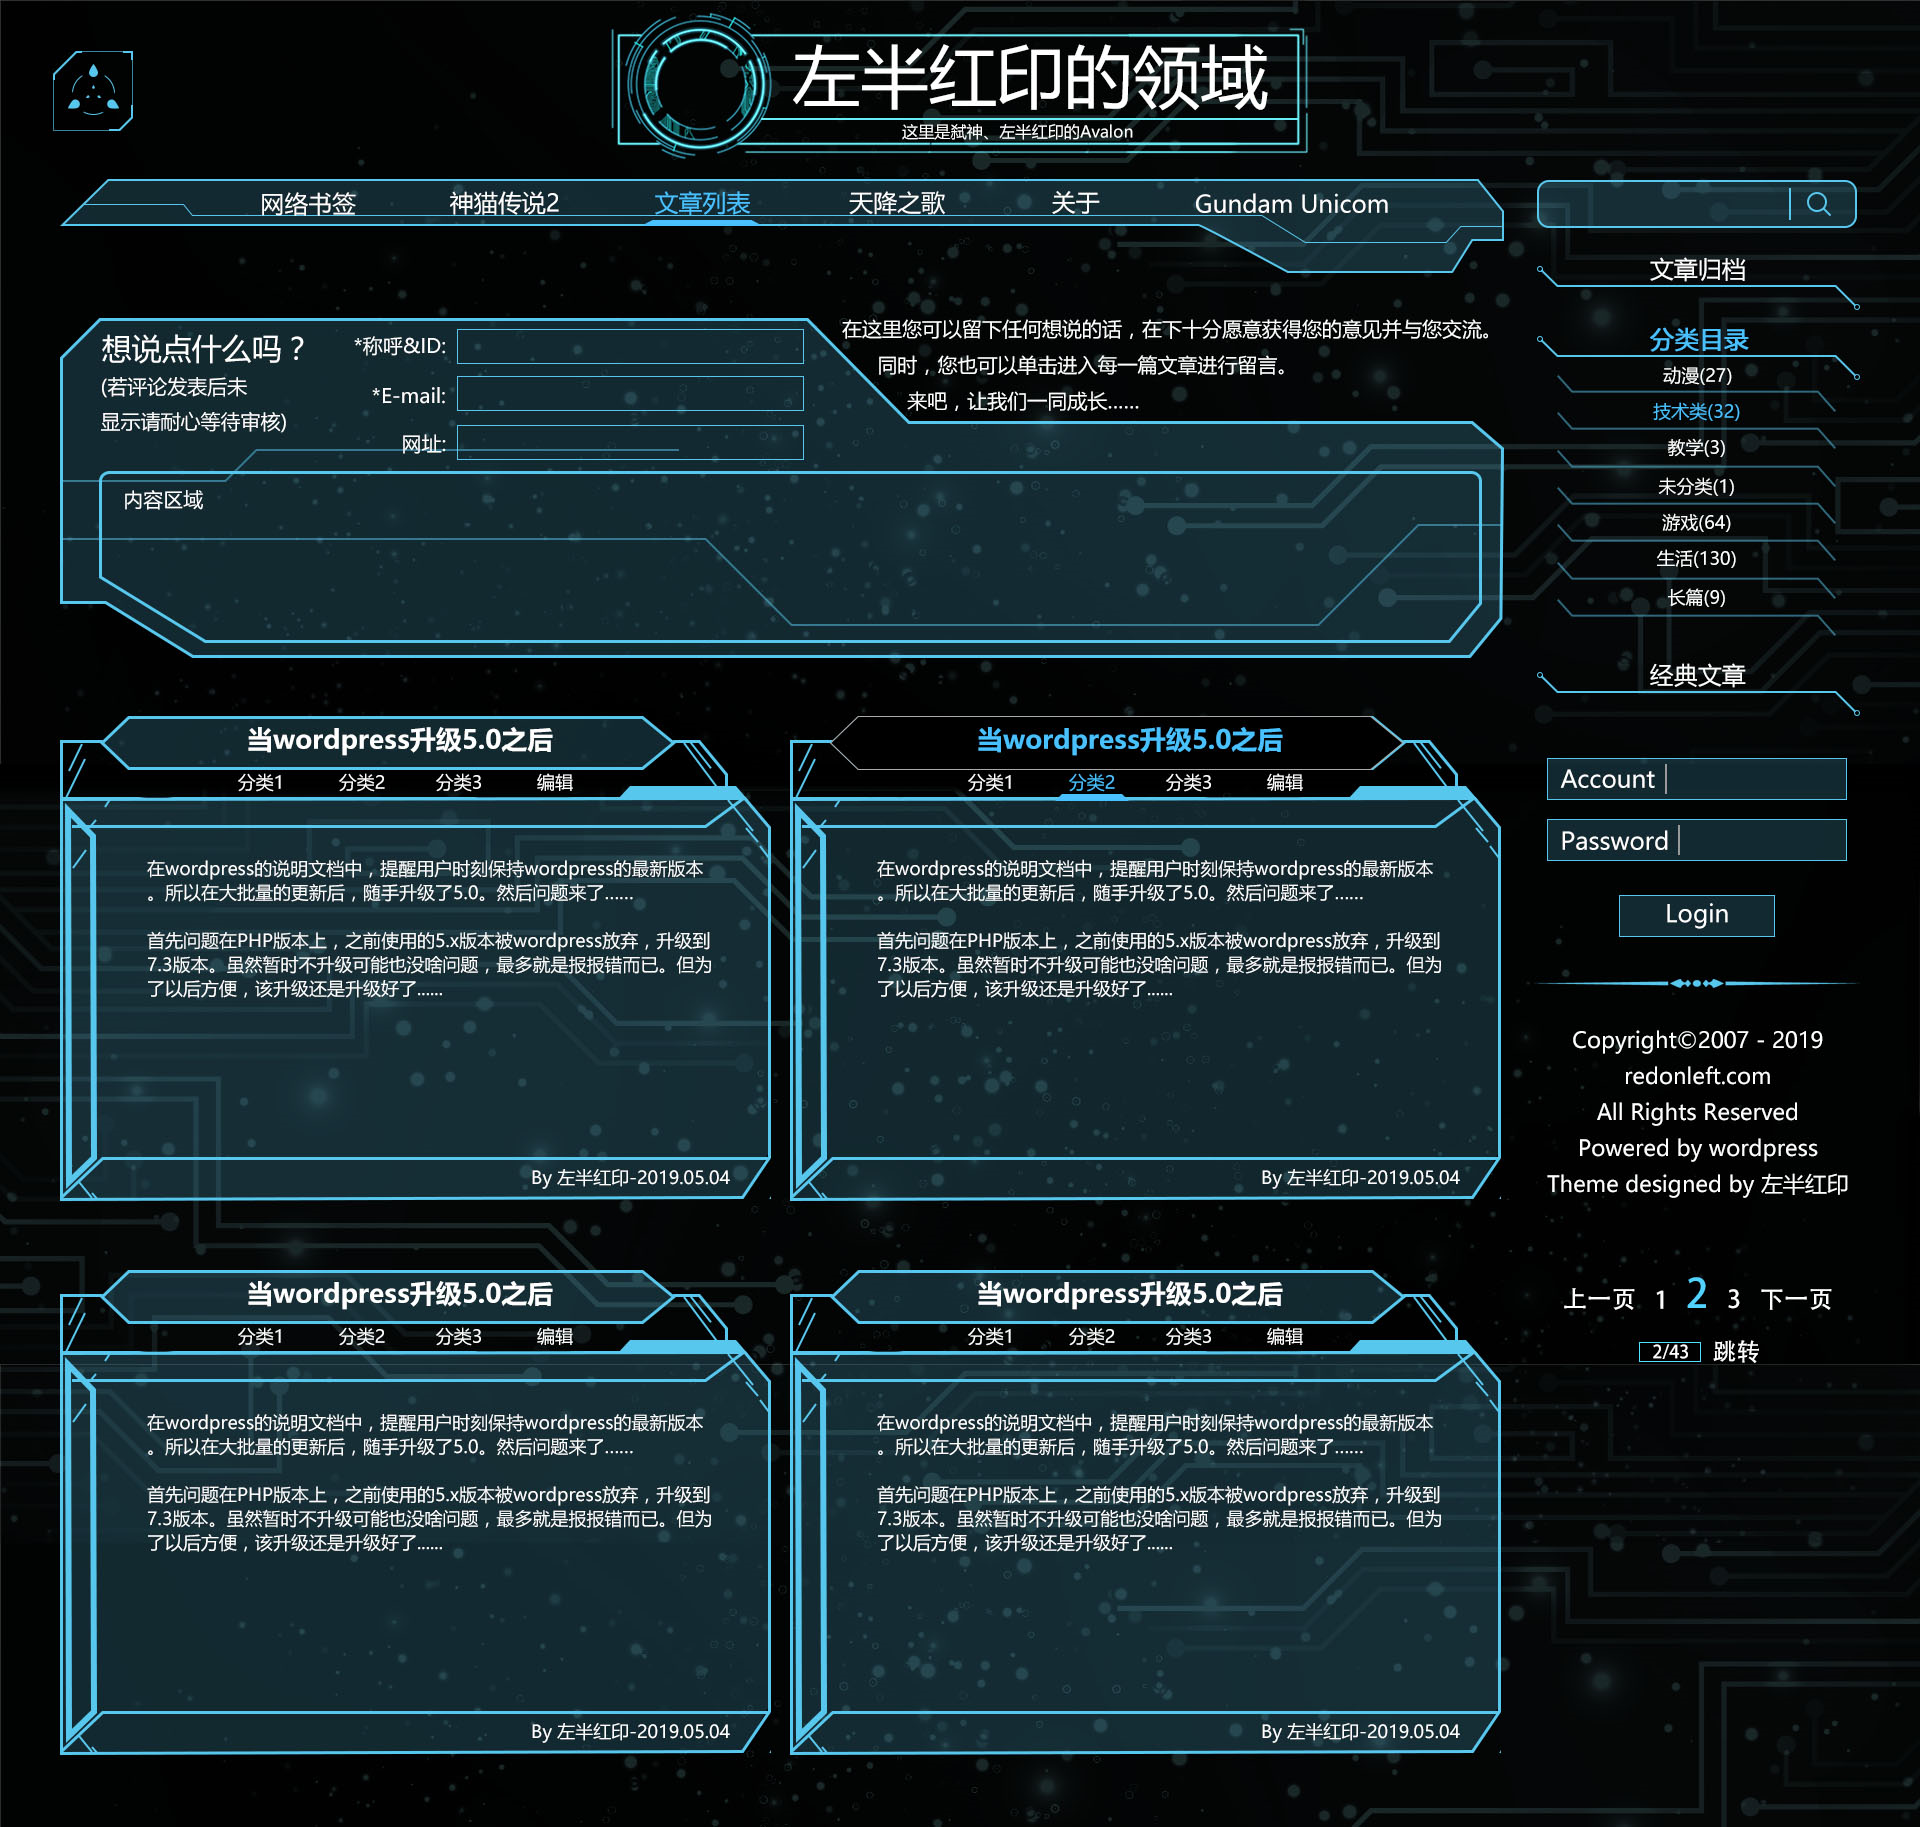 左半红印的领域
这里是弑神、左半红印的Avalon
网络书签 神猫传说2 文章列表 天降之歌 关于 Gundam Unicom
想说点什么吗？
(若评论发表后未
显示请耐心等待审核)
*称呼&ID:
*E-mail:
网址:
在这里您可以留下任何想说的话，在下十分愿意获得您的意见并与您交流。
同时，您也可以单击进入每一篇文章进行留言。
来吧，让我们一同成长......
内容区域
当wordpress升级5.0之后
分类1 分类2 分类3 编辑
在wordpress的说明文档中，提醒用户时刻保持wordpress的最新版本
。所以在大批量的更新后，随手升级了5.0。然后问题来了......
首先问题在PHP版本上，之前使用的5.x版本被wordpress放弃，升级到
7.3版本。虽然暂时不升级可能也没啥问题，最多就是报报错而已。但为
了以后方便，该升级还是升级好了......
By 左半红印-2019.05.04
当wordpress升级5.0之后
分类1 分类2 分类3 编辑
在wordpress的说明文档中，提醒用户时刻保持wordpress的最新版本
。所以在大批量的更新后，随手升级了5.0。然后问题来了......
首先问题在PHP版本上，之前使用的5.x版本被wordpress放弃，升级到
7.3版本。虽然暂时不升级可能也没啥问题，最多就是报报错而已。但为
了以后方便，该升级还是升级好了......
By 左半红印-2019.05.04
当wordpress升级5.0之后
分类1 分类2 分类3 编辑
在wordpress的说明文档中，提醒用户时刻保持wordpress的最新版本
。所以在大批量的更新后，随手升级了5.0。然后问题来了......
首先问题在PHP版本上，之前使用的5.x版本被wordpress放弃，升级到
7.3版本。虽然暂时不升级可能也没啥问题，最多就是报报错而已。但为
了以后方便，该升级还是升级好了......
By 左半红印-2019.05.04
当wordpress升级5.0之后
分类1 分类2 分类3 编辑
在wordpress的说明文档中，提醒用户时刻保持wordpress的最新版本
。所以在大批量的更新后，随手升级了5.0。然后问题来了......
首先问题在PHP版本上，之前使用的5.x版本被wordpress放弃，升级到
7.3版本。虽然暂时不升级可能也没啥问题，最多就是报报错而已。但为
了以后方便，该升级还是升级好了......
By 左半红印-2019.05.04
文章归档
分类目录
动漫(27)
技术类(32)
教学(3)
未分类(1)
游戏(64)
生活(130)
长篇(9)
经典文章
Account
Password
Login
Copyright©2007 - 2019
redonleft.com
All Rights Reserved
Powered by wordpress
Theme designed by 左半红印
上一页 1 2 3 下一页
2/43 跳转